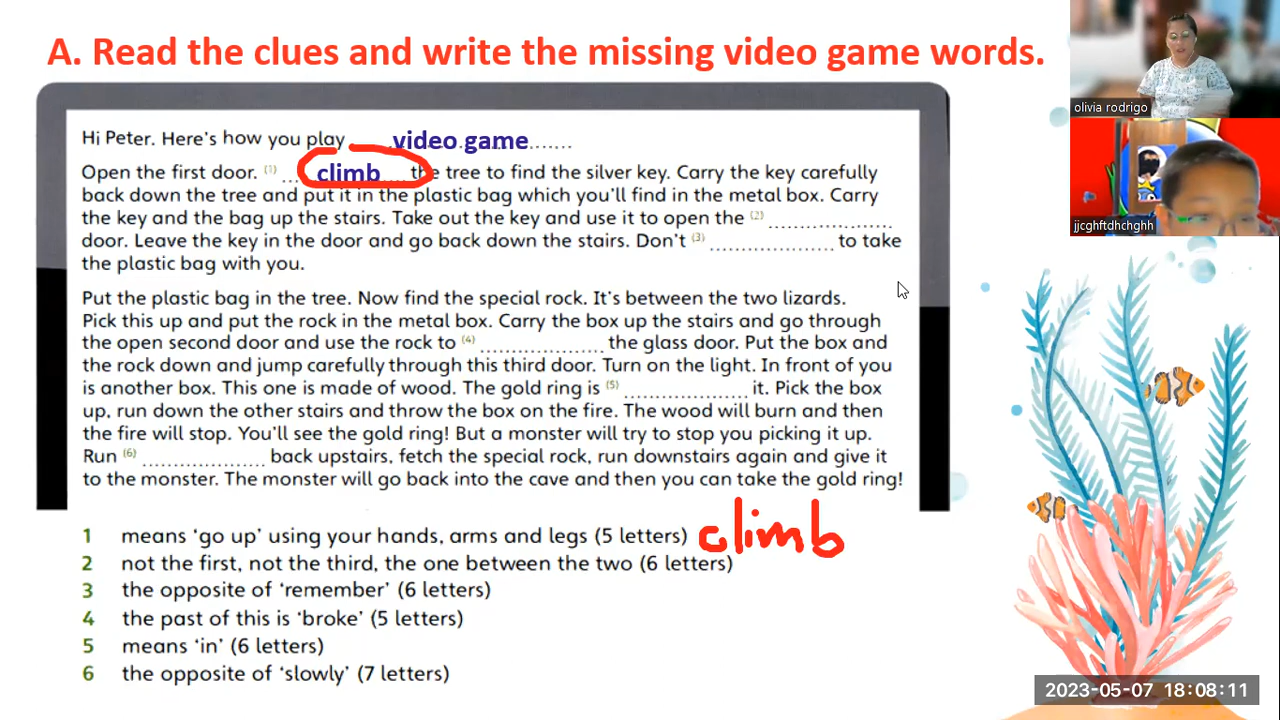 A. Read the clues and write the missing video game words.
olivia rodrigo
jjcghftdhchghh
Hi Peter. Here's how you play .....video game.......
Open the first door. (1) ... climb .... the tree to find the silver key. Carry the key carefully
back down the tree and put it in the plastic bag which you'll find in the metal box. Carry
the key and the bag up the stairs. Take out the key and use it to open the (2) .....................
door. Leave the key in the door and go back down the stairs. Don't (3) ..................... to take
the plastic bag with you.
Put the plastic bag in the tree. Now find the special rock. It's between the two lizards.
Pick this up and put the rock in the metal box. Carry the box up the stairs and go through
the open second door and use the rock to (4) ..................... the glass door. Put the box and
the rock down and jump carefully through this third door. Turn on the light. In front of you
is another box. This one is made of wood. The gold ring is (5) ..................... it. Pick the box
up, run down the other stairs and throw the box on the fire. The wood will burn and then
the fire will stop. You'll see the gold ring! But a monster will try to stop you picking it up.
Run (6) ..................... back upstairs, fetch the special rock, run downstairs again and give it
to the monster. The monster will go back into the cave and then you can take the gold ring!
1 means 'go up' using your hands, arms and legs (5 letters) climb
2 not the first, not the third, the one between the two (6 letters)
3 the opposite of 'remember' (6 letters)
4 the past of this is 'broke' (5 letters)
5 means 'in' (6 letters)
6 the opposite of 'slowly' (7 letters)
2023-05-07 18:08:11